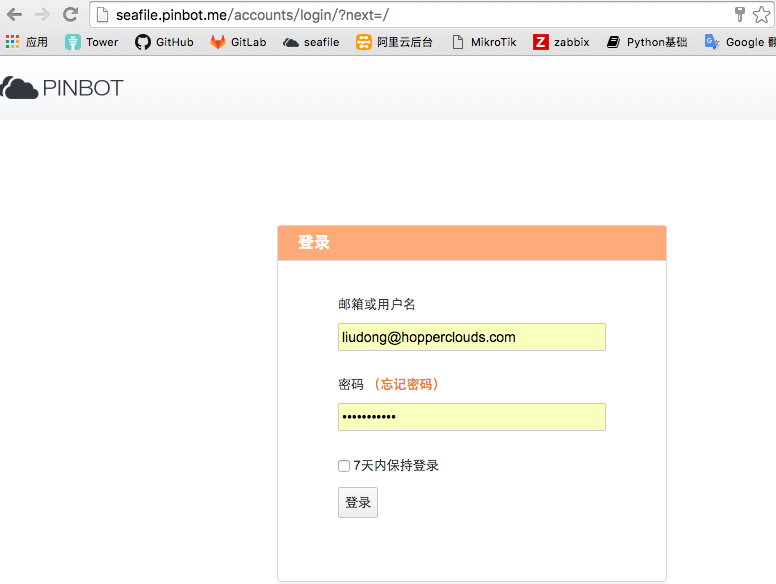 seafile.pinbot.me/accounts/login/?next=/
应用 Tower GitHub GitLab seafile 阿里云后台 MikroTik zabbix Python基础 Google
PINBOT
登录
邮箱或用户名
liudong@hopperclouds.com
密码 （忘记密码）
•••••••••••
7天内保持登录
登录